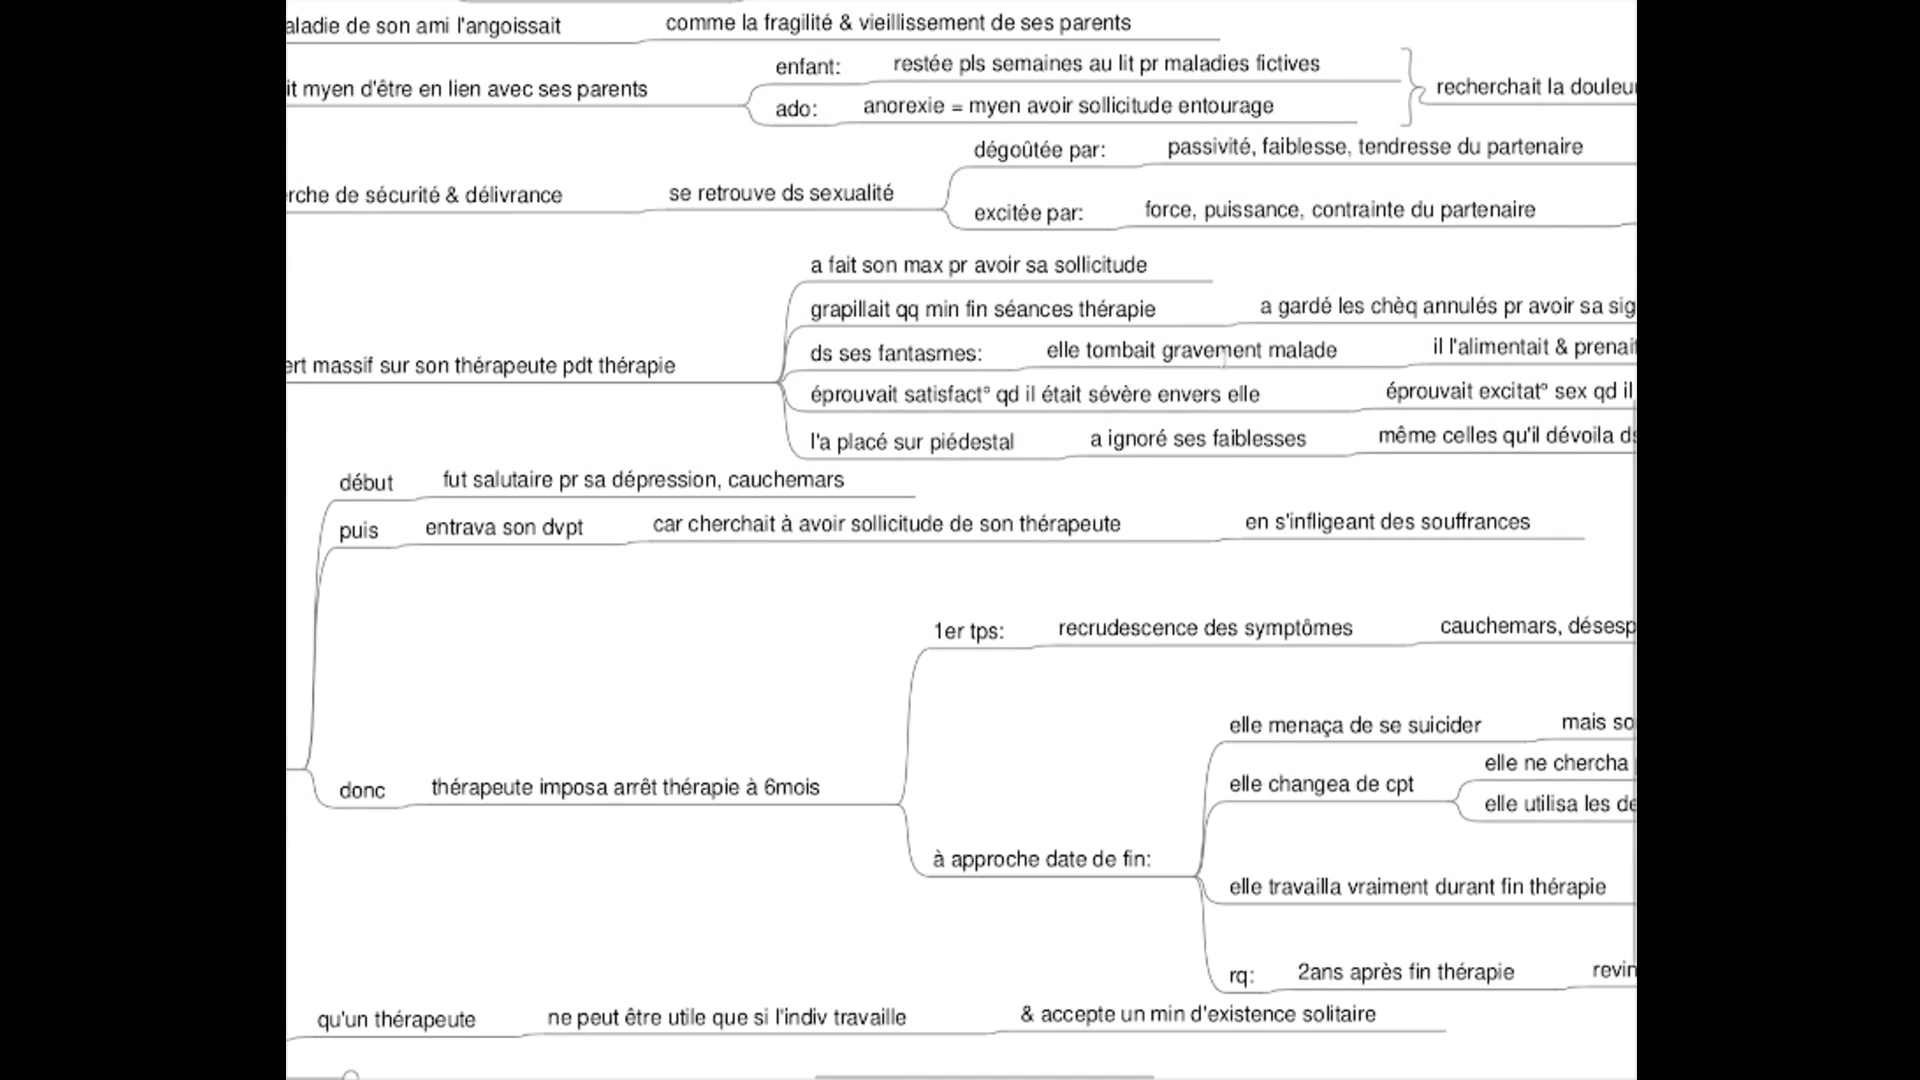 aladie de son ami l'angoissait comme la fragilité & vieillissement de ses parents
it myen d'être en lien avec ses parents
enfant: restée pls semaines au lit pr maladies fictives
ado: anorexie = myen avoir sollicitude entourage
recherchait la douleu
erche de sécurité & délivrance se retrouve ds sexualité
dégoûtée par: passivité, faiblesse, tendresse du partenaire
excitée par: force, puissance, contrainte du partenaire
ert massif sur son thérapeute pdt thérapie
a fait son max pr avoir sa sollicitude
grapillait qq min fin séances thérapie a gardé les chèq annulés pr avoir sa sig
ds ses fantasmes: elle tombait gravement malade il l'alimentait & prenait
éprouvait satisfact° qd il était sévère envers elle éprouvait excitat° sex qd il
l'a placé sur piédestal a ignoré ses faiblesses même celles qu'il dévoila ds
début fut salutaire pr sa dépression, cauchemars
puis entrava son dvpt car cherchait à avoir sollicitude de son thérapeute en s'infligeant des souffrances
donc thérapeute imposa arrêt thérapie à 6mois
1er tps: recrudescence des symptômes cauchemars, désesp
à approche date de fin:
elle menaça de se suicider mais so
elle changea de cpt
elle ne chercha
elle utilisa les de
elle travailla vraiment durant fin thérapie
rq: 2ans après fin thérapie revin
qu'un thérapeute ne peut être utile que si l'indiv travaille & accepte un min d'existence solitaire